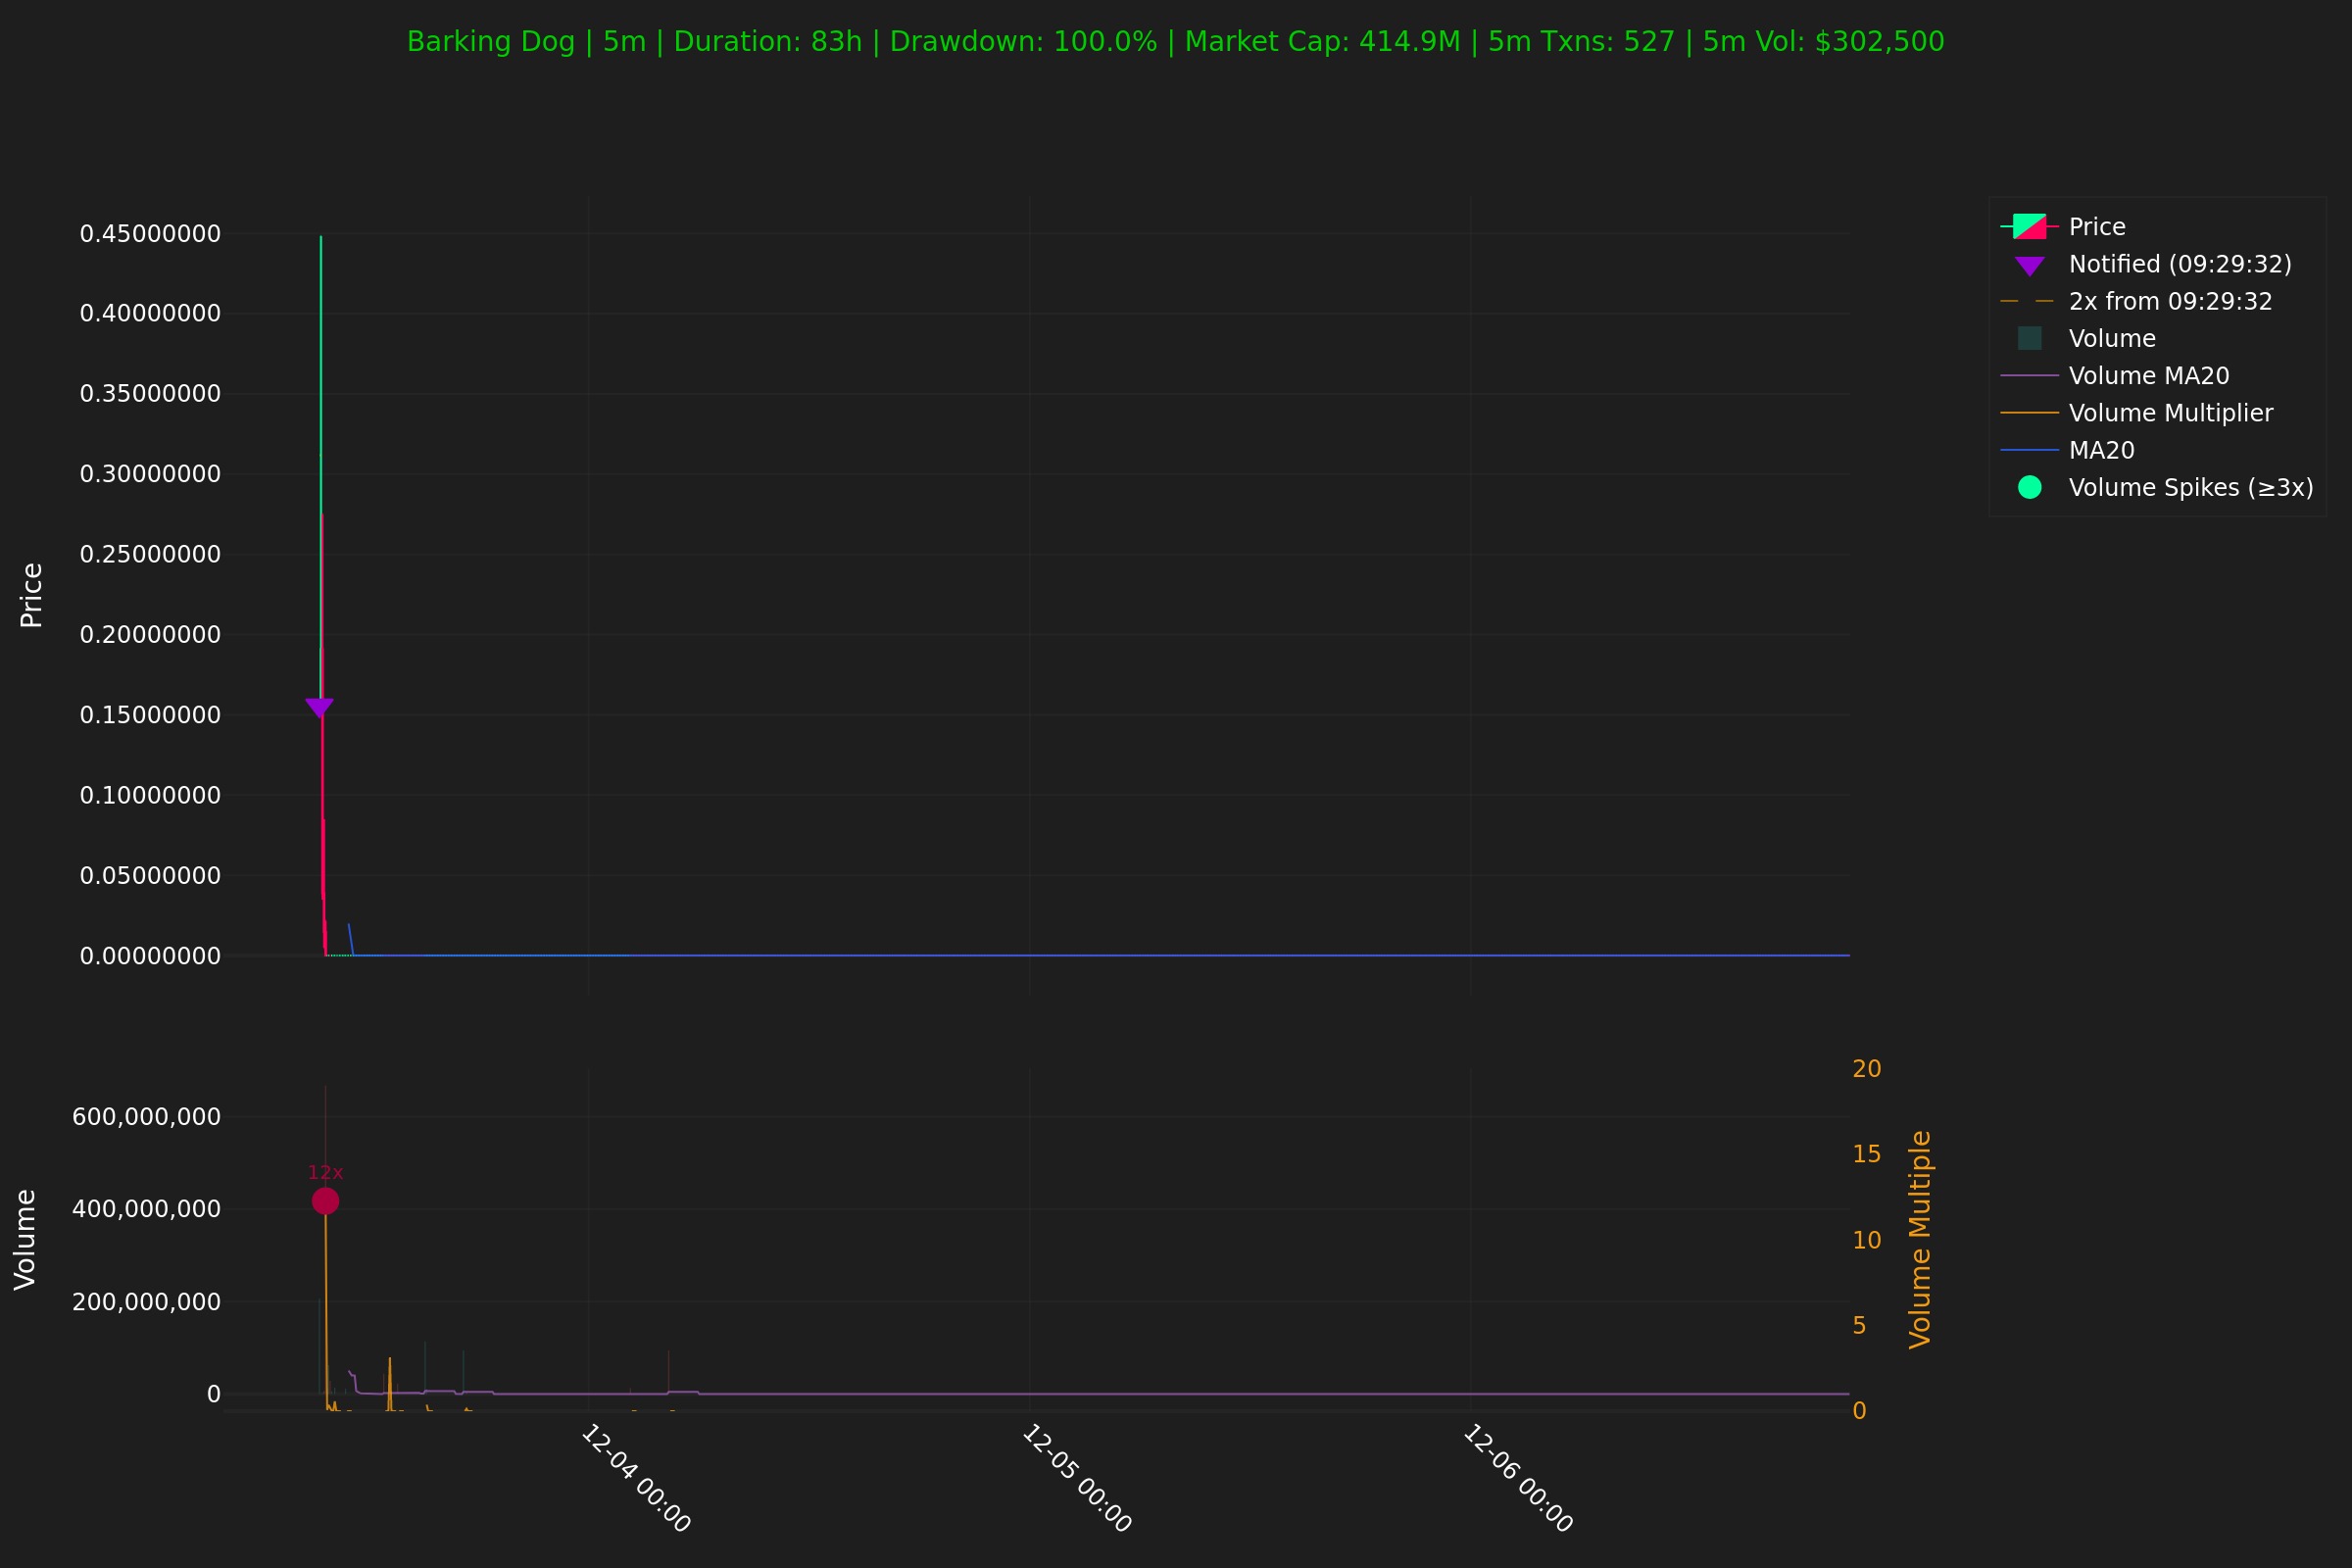 Barking Dog | 5m | Duration: 83h | Drawdown: 100.0% | Market Cap: 414.9M | 5m Txns: 527 | 5m Vol: $302,500
Price
0.45000000
0.40000000
0.35000000
0.30000000
0.25000000
0.20000000
0.15000000
0.10000000
0.05000000
0.00000000
Price
Notified (09:29:32)
2x from 09:29:32
Volume
Volume MA20
Volume Multiplier
MA20
Volume Spikes (≥3x)
Volume
600,000,000
400,000,000
200,000,000
0
12x
20
15
10
5
0
Volume Multiple
12-04 00:00
12-05 00:00
12-06 00:00